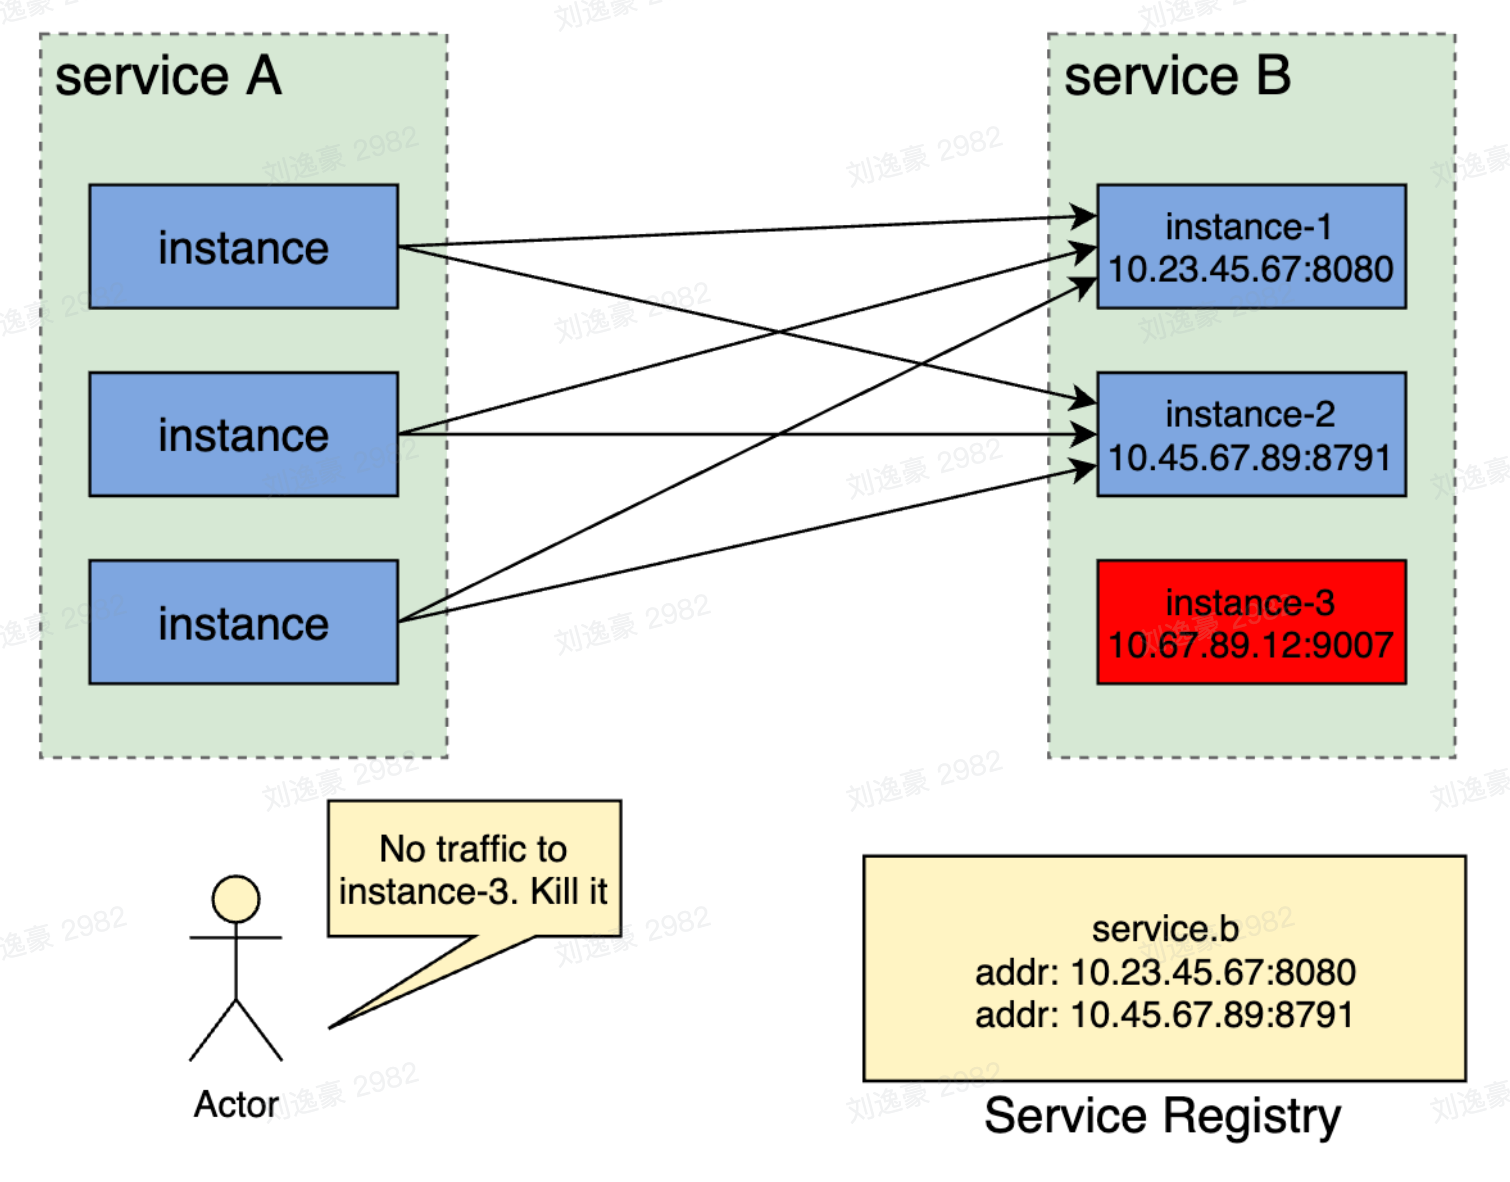 service A
instance
instance
instance
service B
instance-1
10.23.45.67:8080
instance-2
10.45.67.89:8791
instance-3
10.67.89.12:9007
No traffic to
instance-3. Kill it
Actor
service.b
addr: 10.23.45.67:8080
addr: 10.45.67.89:8791
Service Registry
刘逸豪 2982